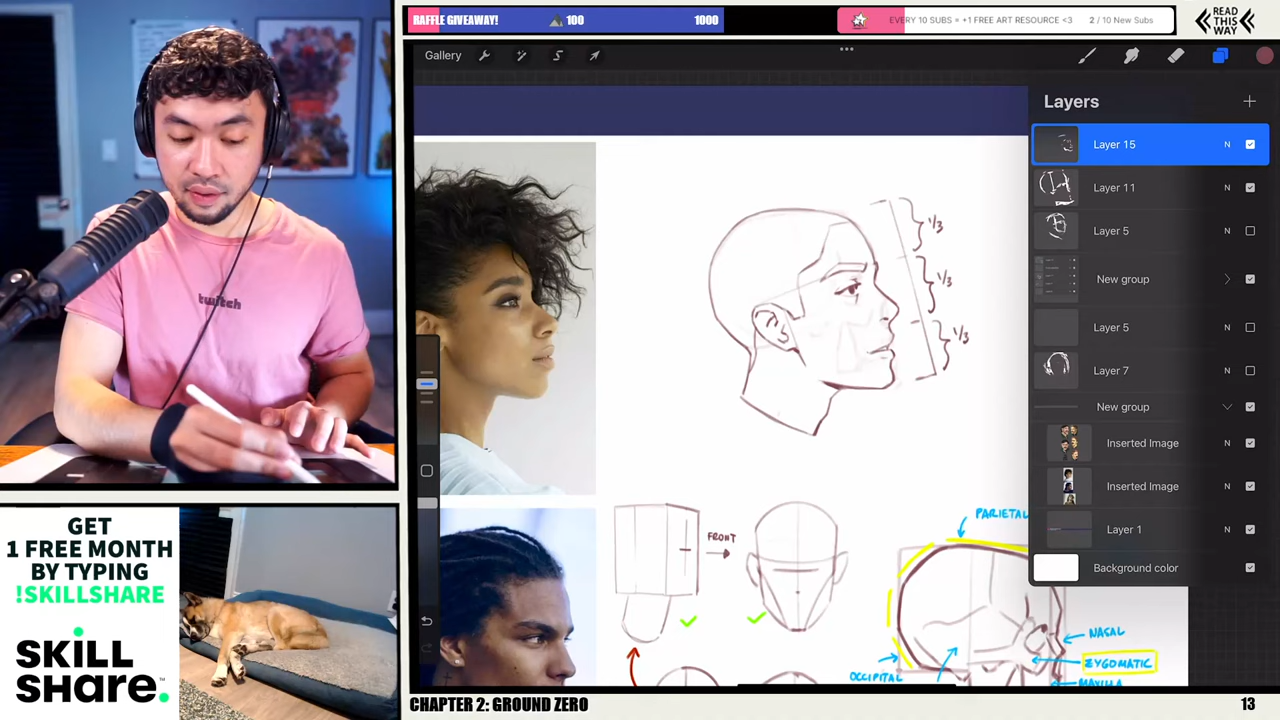 RAFFLE GIVEAWAY! 100 1000
EVERY 10 SUBS = +1 FREE ART RESOURCE <3 2 / 10 New Subs
READ
THIS
WAY
Gallery
Layers
Layer 15 N
Layer 11 N
Layer 5 N
New group
Layer 5 N
Layer 7 N
New group
Inserted Image N
Inserted Image N
Layer 1 N
Background color
1/3
1/3
1/3
twitch
FRONT
PARIETAL
NASAL
ZYGOMATIC
MAXILLA
OCCIPITAL
GET
1 FREE MONTH
BY TYPING
!SKILLSHARE
SKILL
SHARE.
CHAPTER 2: GROUND ZERO 13